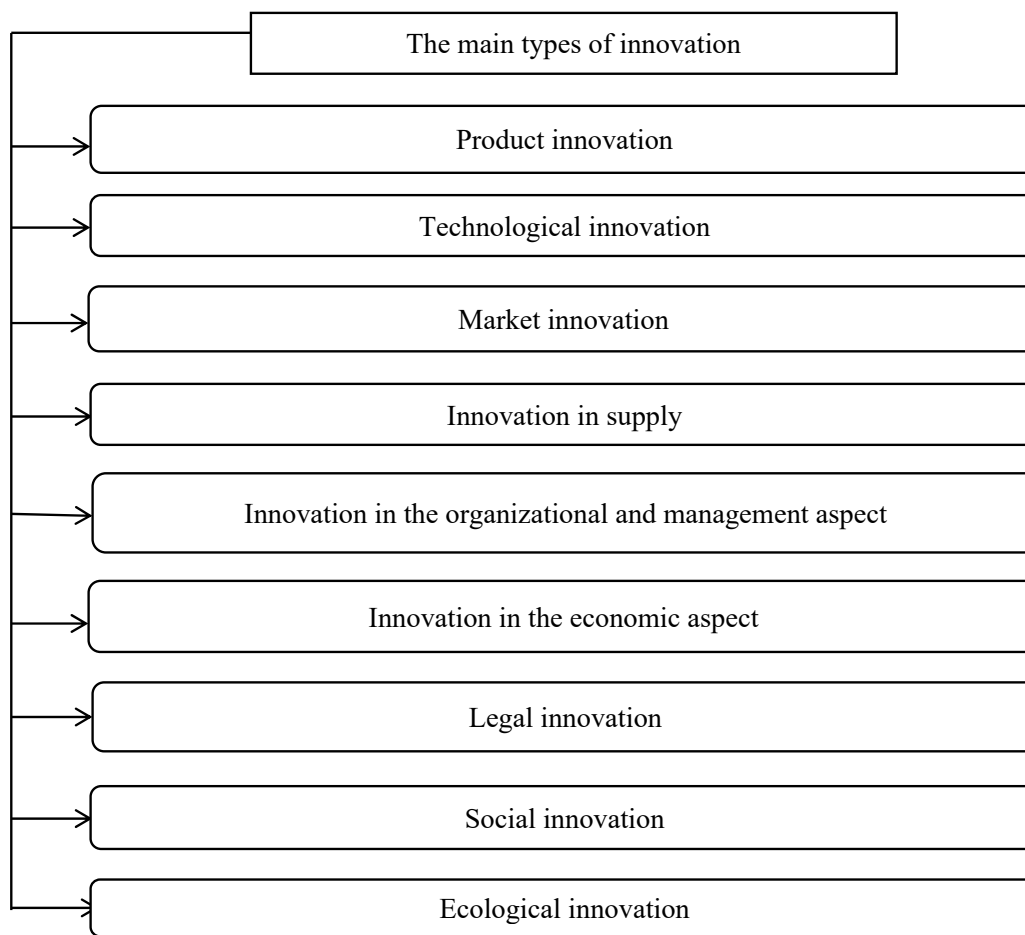 The main types of innovation
Product innovation
Technological innovation
Market innovation
Innovation in supply
Innovation in the organizational and management aspect
Innovation in the economic aspect
Legal innovation
Social innovation
Ecological innovation